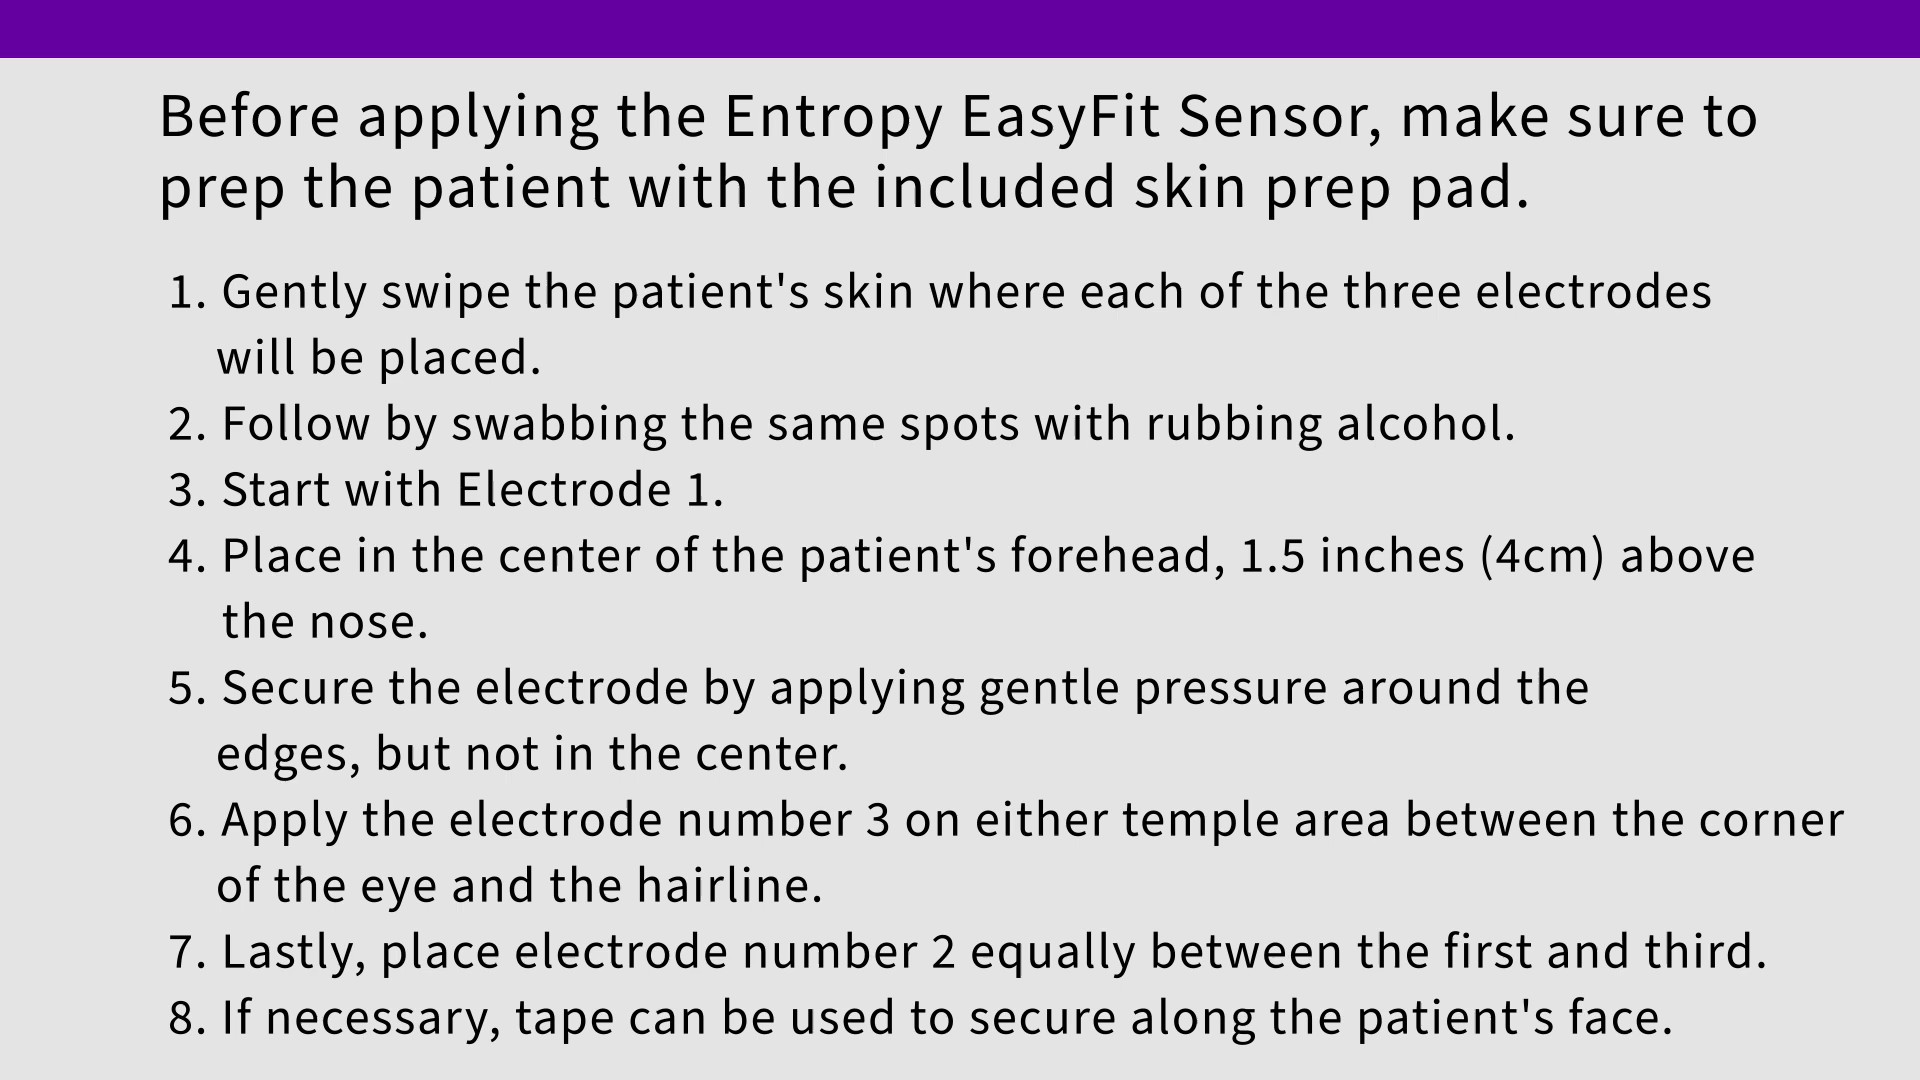 Before applying the Entropy EasyFit Sensor, make sure to
prep the patient with the included skin prep pad.
1. Gently swipe the patient's skin where each of the three electrodes
will be placed.
2. Follow by swabbing the same spots with rubbing alcohol.
3. Start with Electrode 1.
4. Place in the center of the patient's forehead, 1.5 inches (4cm) above
the nose.
5. Secure the electrode by applying gentle pressure around the
edges, but not in the center.
6. Apply the electrode number 3 on either temple area between the corner
of the eye and the hairline.
7. Lastly, place electrode number 2 equally between the first and third.
8. If necessary, tape can be used to secure along the patient's face.